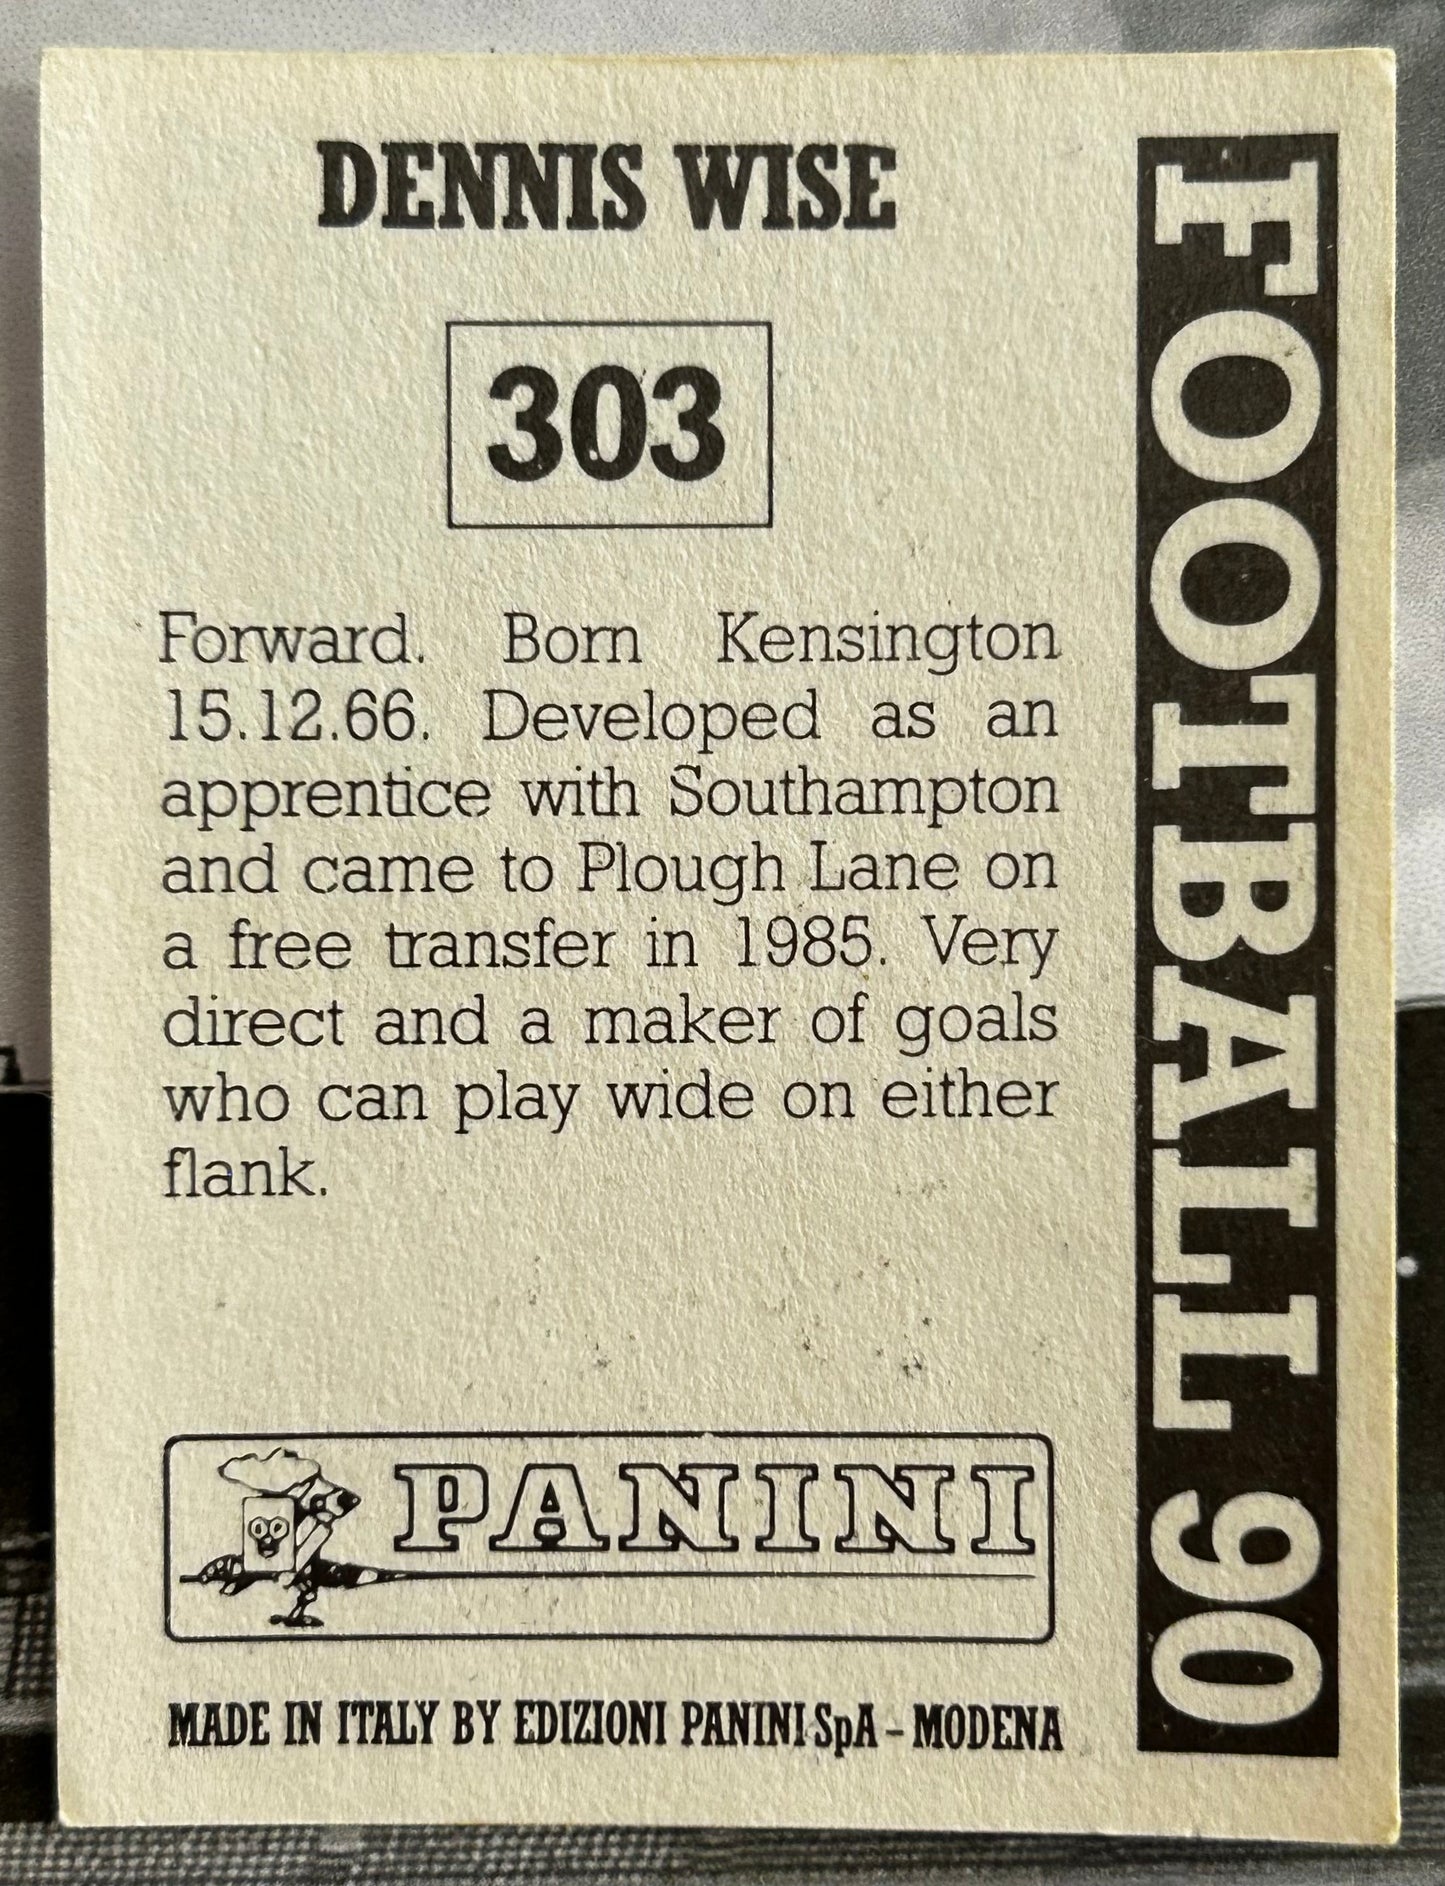 DENNIS WISE
303
Forward. Born Kensington
15.12.66. Developed as an
apprentice with Southampton
and came to Plough Lane on
a free transfer in 1985. Very
direct and a maker of goals
who can play wide on either
flank.
PANINI
MADE IN ITALY BY EDIZIONI PANINI SpA - MODENA
FOOTBALL 90